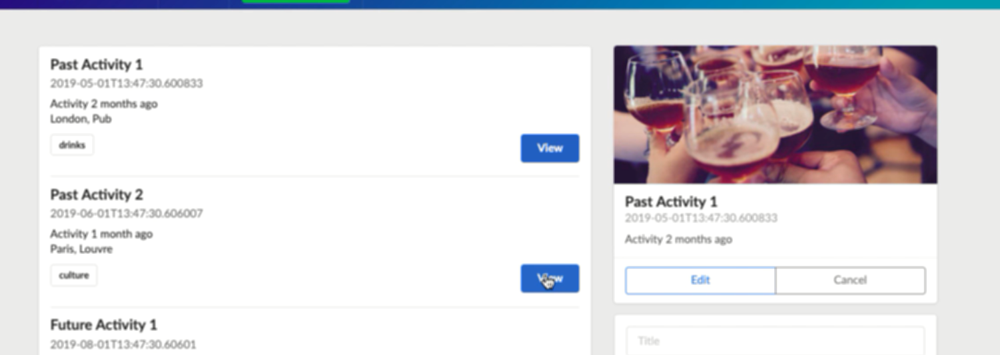 Past Activity 1
2019-05-01T13:47:30.600833
Activity 2 months ago
London, Pub
drinks
View
Past Activity 2
2019-06-01T13:47:30.606007
Activity 1 month ago
Paris, Louvre
culture
View
Future Activity 1
2019-08-01T13:47:30.60601
Past Activity 1
2019-05-01T13:47:30.600833
Activity 2 months ago
Edit
Cancel
Title